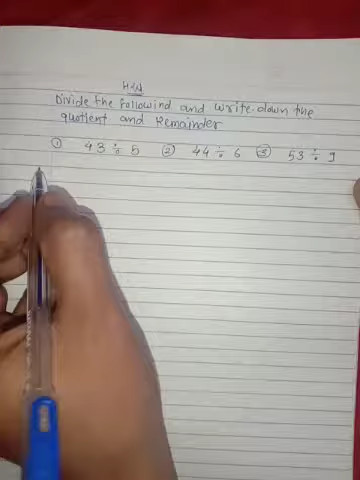 H.W
Divide the followind and write down the
quotient and Remainder
① 43 ÷ 5 ② 44 ÷ 6 ③ 53 ÷ 9